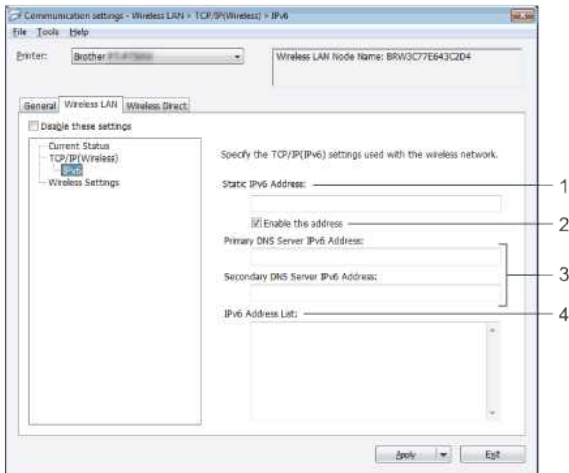 Communication settings - Wireless LAN > TCP/IP(Wireless) > IPv6
File Tools Help
Printer: Brother
Wireless LAN Node Name: BRW3C77E643C2D4
General Wireless LAN Wireless Direct
Disable these settings
Current Status
TCP/IP(Wireless)
IPv6
Wireless Settings
Specify the TCP/IP(IPv6) settings used with the wireless network.
Static IPv6 Address: 1
Enable this address 2
Primary DNS Server IPv6 Address:
3
Secondary DNS Server IPv6 Address:
IPv6 Address List: 4
Apply Exit